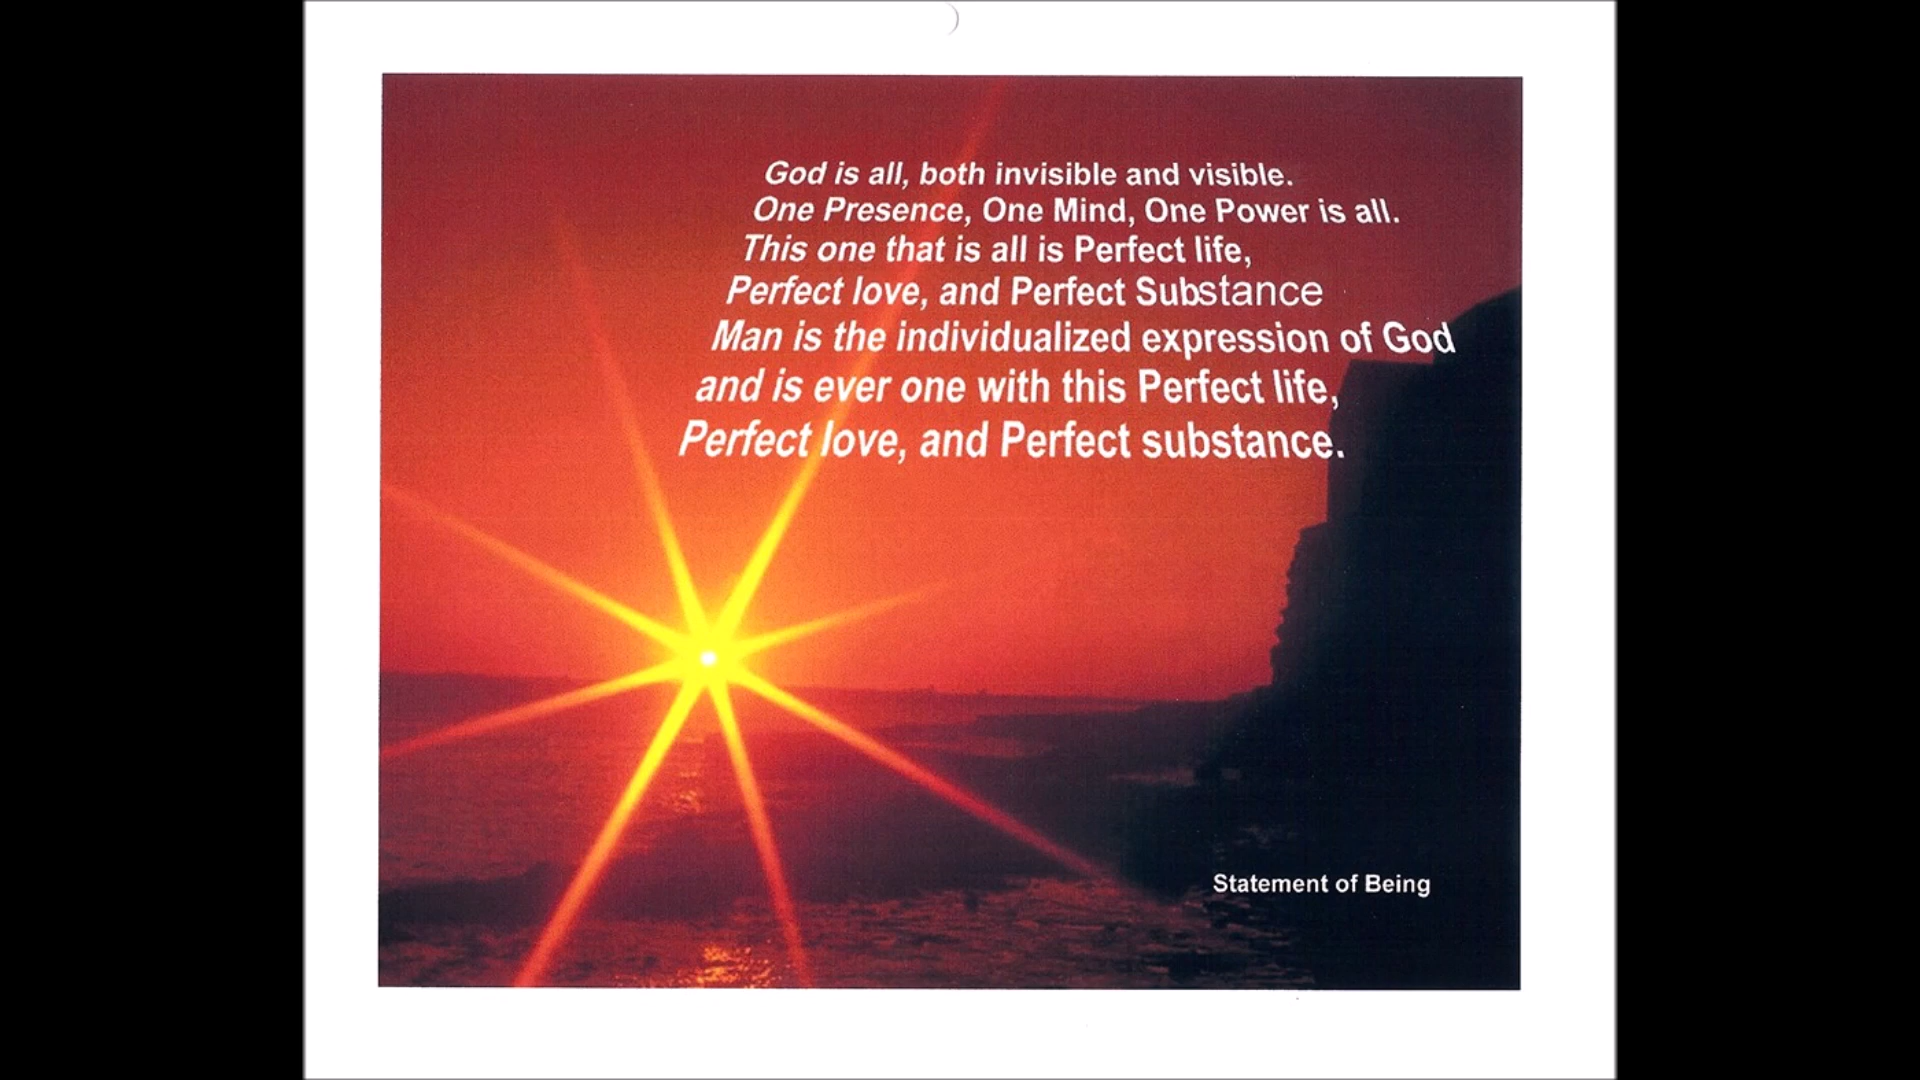 God is all, both invisible and visible.
One Presence, One Mind, One Power is all.
This one that is all is Perfect life,
Perfect love, and Perfect Substance
Man is the individualized expression of God
and is ever one with this Perfect life,
Perfect love, and Perfect substance.
Statement of Being